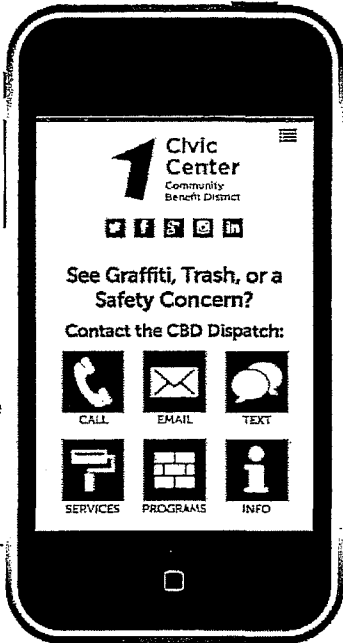 Civic
Center
Community
Benefit District
See Graffiti, Trash, or a
Safety Concern?
Contact the CBD Dispatch:
CALL EMAIL TEXT
SERVICES PROGRAMS INFO